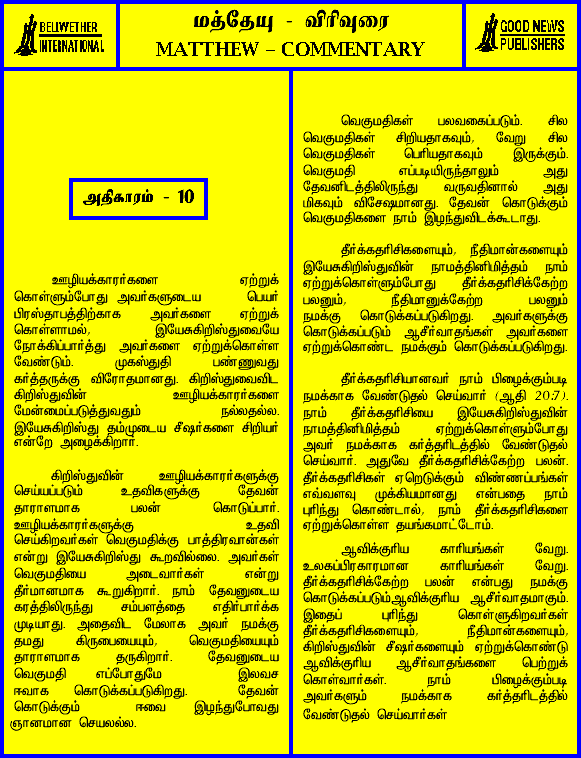 BELLWETHER
INTERNATIONAL
மத்தேயு - விரிவுரை
MATTHEW – COMMENTARY
GOOD NEWS
PUBLISHERS
அதிகாரம் - 10
ஊழியக்காரர்களை ஏற்றுக்
கொள்ளும்போது அவர்களுடைய பெயர்
பிரஸ்தாபத்திற்காக அவர்களை ஏற்றுக்
கொள்ளாமல், இயேசுகிறிஸ்துவையே
நோக்கிப்பார்த்து அவர்களை ஏற்றுக்கொள்ள
வேண்டும். முகஸ்துதி பண்ணுவது
கர்த்தருக்கு விரோதமானது. கிறிஸ்துவைவிட
கிறிஸ்துவின் ஊழியக்காரர்களை
மேன்மைப்படுத்துவதும் நல்லதல்ல.
இயேசுகிறிஸ்து தம்முடைய சீஷர்களை சிறியர்
என்றே அழைக்கிறார்.
கிறிஸ்துவின் ஊழியக்காரர்களுக்கு
செய்யப்படும் உதவிகளுக்கு தேவன்
தாராளமாக பலன் கொடுப்பார்.
ஊழியக்காரர்களுக்கு உதவி
செய்கிறவர்கள் வெகுமதிக்கு பாத்திரவான்கள்
என்று இயேசுகிறிஸ்து கூறவில்லை. அவர்கள்
வெகுமதியை அடைவார்கள் என்று
தீர்மானமாக கூறுகிறார். நாம் தேவனுடைய
கரத்திலிருந்து சம்பளத்தை எதிர்பார்க்க
முடியாது. அதைவிட மேலாக அவர் நமக்கு
தமது கிருபையையும், வெகுமதியையும்
தாராளமாக தருகிறார். தேவனுடைய
வெகுமதி எப்போதுமே இலவச
ஈவாக கொடுக்கப்படுகிறது. தேவன்
கொடுக்கும் ஈவை இழந்துபோவது
ஞானமான செயலல்ல.
வெகுமதிகள் பலவகைப்படும். சில
வெகுமதிகள் சிறியதாகவும், வேறு சில
வெகுமதிகள் பெரியதாகவும் இருக்கும்.
வெகுமதி எப்படியிருந்தாலும் அது
தேவனிடத்திலிருந்து வருவதினால் அது
மிகவும் விசேஷமானது. தேவன் கொடுக்கும்
வெகுமதிகளை நாம் இழந்துவிடக்கூடாது.
தீர்க்கதரிசிகளையும், நீதிமான்களையும்
இயேசுகிறிஸ்துவின் நாமத்தினிமித்தம் நாம்
ஏற்றுக்கொள்ளும்போது தீர்க்கதரிசிக்கேற்ற
பலனும், நீதிமானுக்கேற்ற பலனும்
நமக்கு கொடுக்கப்படுகிறது. அவர்களுக்கு
கொடுக்கப்படும் ஆசீர்வாதங்கள் அவர்களை
ஏற்றுக்கொண்ட நமக்கும் கொடுக்கப்படுகிறது.
தீர்க்கதரிசியானவர் நாம் பிழைக்கும்படி
நமக்காக வேண்டுதல் செய்வார் (ஆதி 20:7).
நாம் தீர்க்கதரிசியை இயேசுகிறிஸ்துவின்
நாமத்தினிமித்தம் ஏற்றுக்கொள்ளும்போது
அவர் நமக்காக கர்த்தரிடத்தில் வேண்டுதல்
செய்வார். அதுவே தீர்க்கதரிசிக்கேற்ற பலன்.
தீர்க்கதரிசிகள் ஏறெடுக்கும் விண்ணப்பங்கள்
எவ்வளவு முக்கியமானது என்பதை நாம்
புரிந்து கொண்டால், நாம் தீர்க்கதரிசிகளை
ஏற்றுக்கொள்ள தயங்கமாட்டோம்.
ஆவிக்குரிய காரியங்கள் வேறு.
உலகப்பிரகாரமான காரியங்கள் வேறு.
தீர்க்கதரிசிக்கேற்ற பலன் என்பது நமக்கு
கொடுக்கப்படும்ஆவிக்குரிய ஆசீர்வாதமாகும்.
இதைப் புரிந்து கொள்ளுகிறவர்கள்
தீர்க்கதரிசிகளையும், நீதிமான்களையும்,
கிறிஸ்துவின் சீஷர்களையும் ஏற்றுக்கொண்டு
ஆவிக்குரிய ஆசீர்வாதங்களை பெற்றுக்
கொள்வார்கள். நாம் பிழைக்கும்படி
அவர்களும் நமக்காக கர்த்தரிடத்தில்
வேண்டுதல் செய்வார்கள்